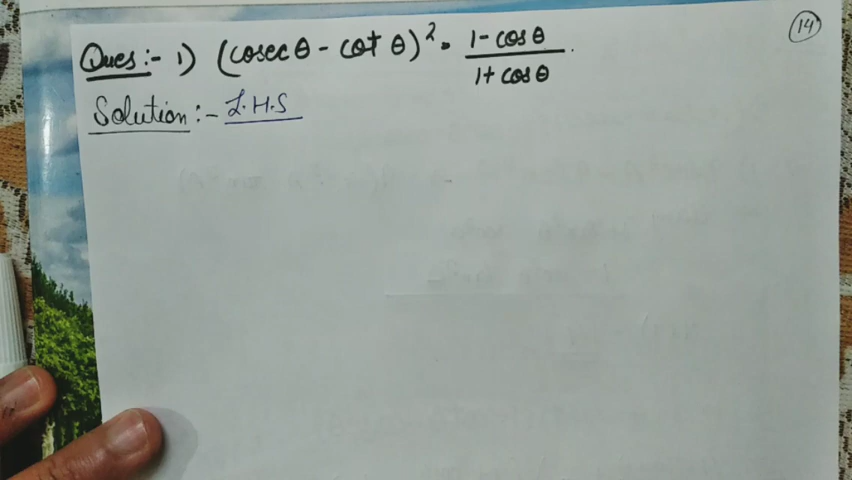 14
Ques :- 1) (cosec θ - cot θ)² = 1 - cos θ / 1 + cos θ
Solution :- L.H.S